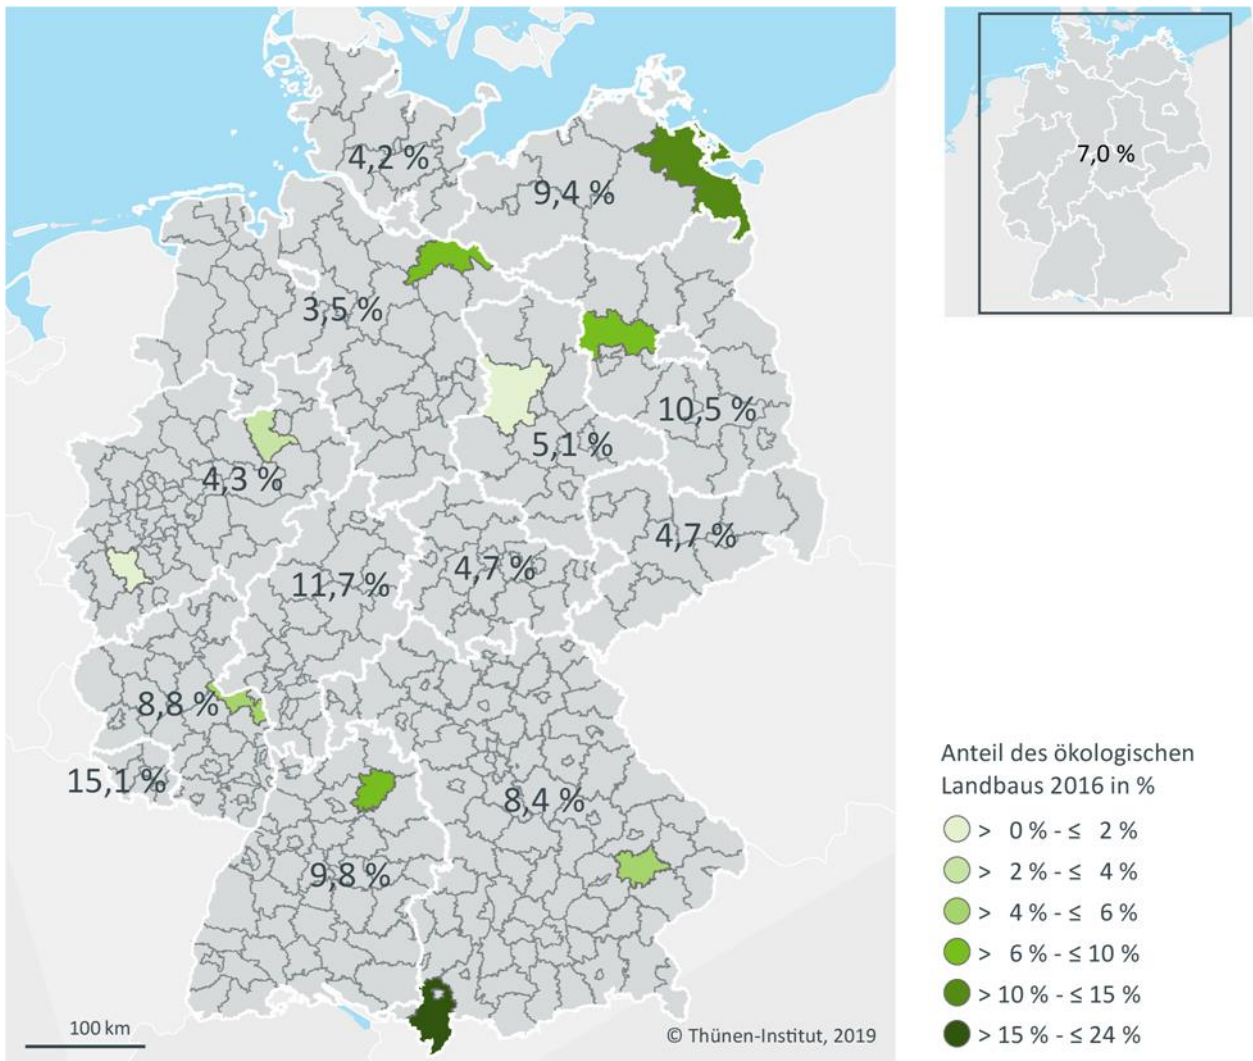 4,2 %
9,4 %
3,5 %
10,5 %
5,1 %
4,3 %
4,7 %
4,7 %
11,7 %
8,8 %
15,1 %
8,4 %
9,8 %
100 km
© Thünen-Institut, 2019
7,0 %
Anteil des ökologischen
Landbaus 2016 in %
> 0 % - ≤ 2 %
> 2 % - ≤ 4 %
> 4 % - ≤ 6 %
> 6 % - ≤ 10 %
> 10 % - ≤ 15 %
> 15 % - ≤ 24 %